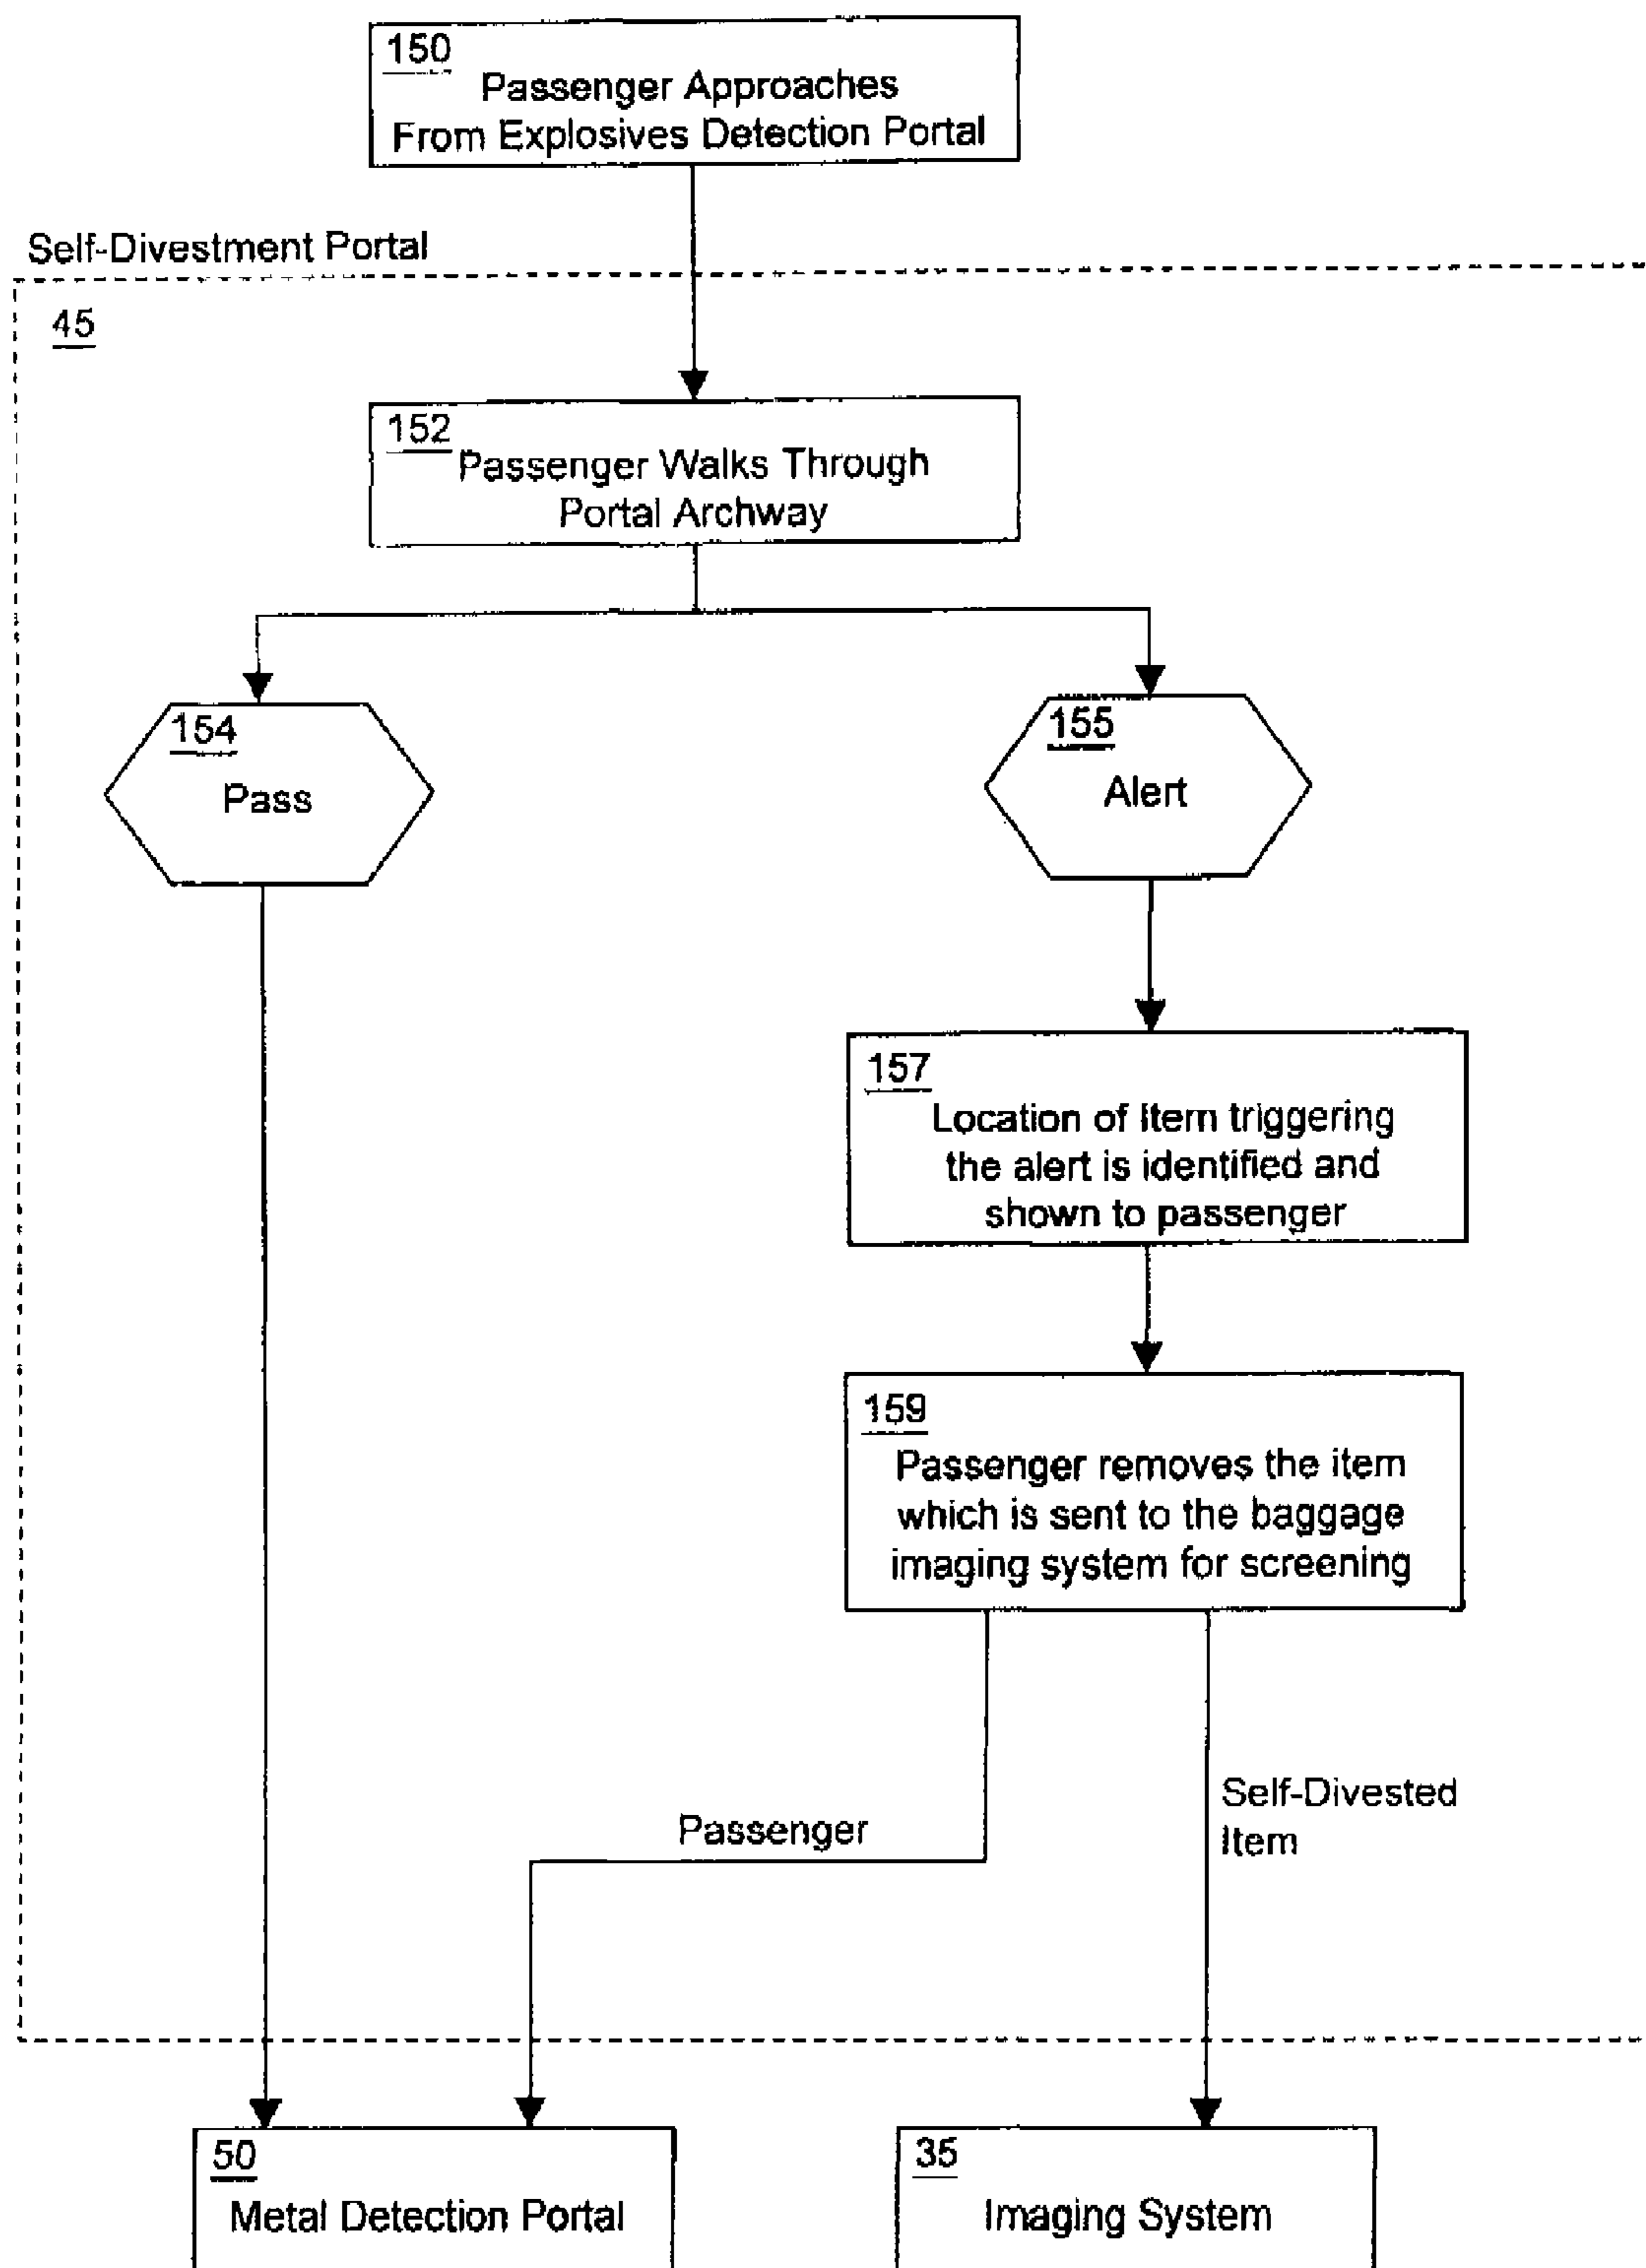 150
Passenger Approaches
From Explosives Detection Portal
Self-Divestment Portal
45
152
Passenger Walks Through
Portal Archway
154
Pass
155
Alert
157
Location of Item triggering
the alert is identified and
shown to passenger
159
Passenger removes the item
which is sent to the baggage
imaging system for screening
Passenger
Self-Divested
Item
50
Metal Detection Portal
35
Imaging System